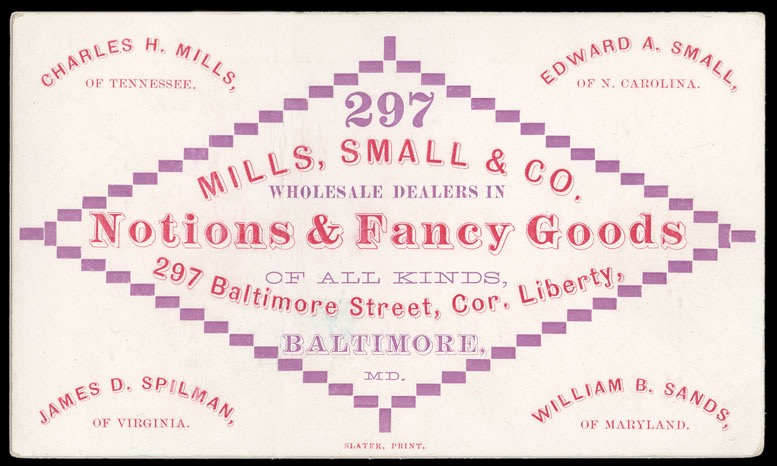 CHARLES H. MILLS,
OF TENNESSEE.
EDWARD A. SMALL,
OF N. CAROLINA.
297
MILLS, SMALL & CO.
WHOLESALE DEALERS IN
Notions & Fancy Goods
OF ALL KINDS,
297 Baltimore Street, Cor. Liberty,
BALTIMORE,
MD.
JAMES D. SPILMAN,
OF VIRGINIA.
WILLIAM B. SANDS,
OF MARYLAND.
SLATER, PRINT.